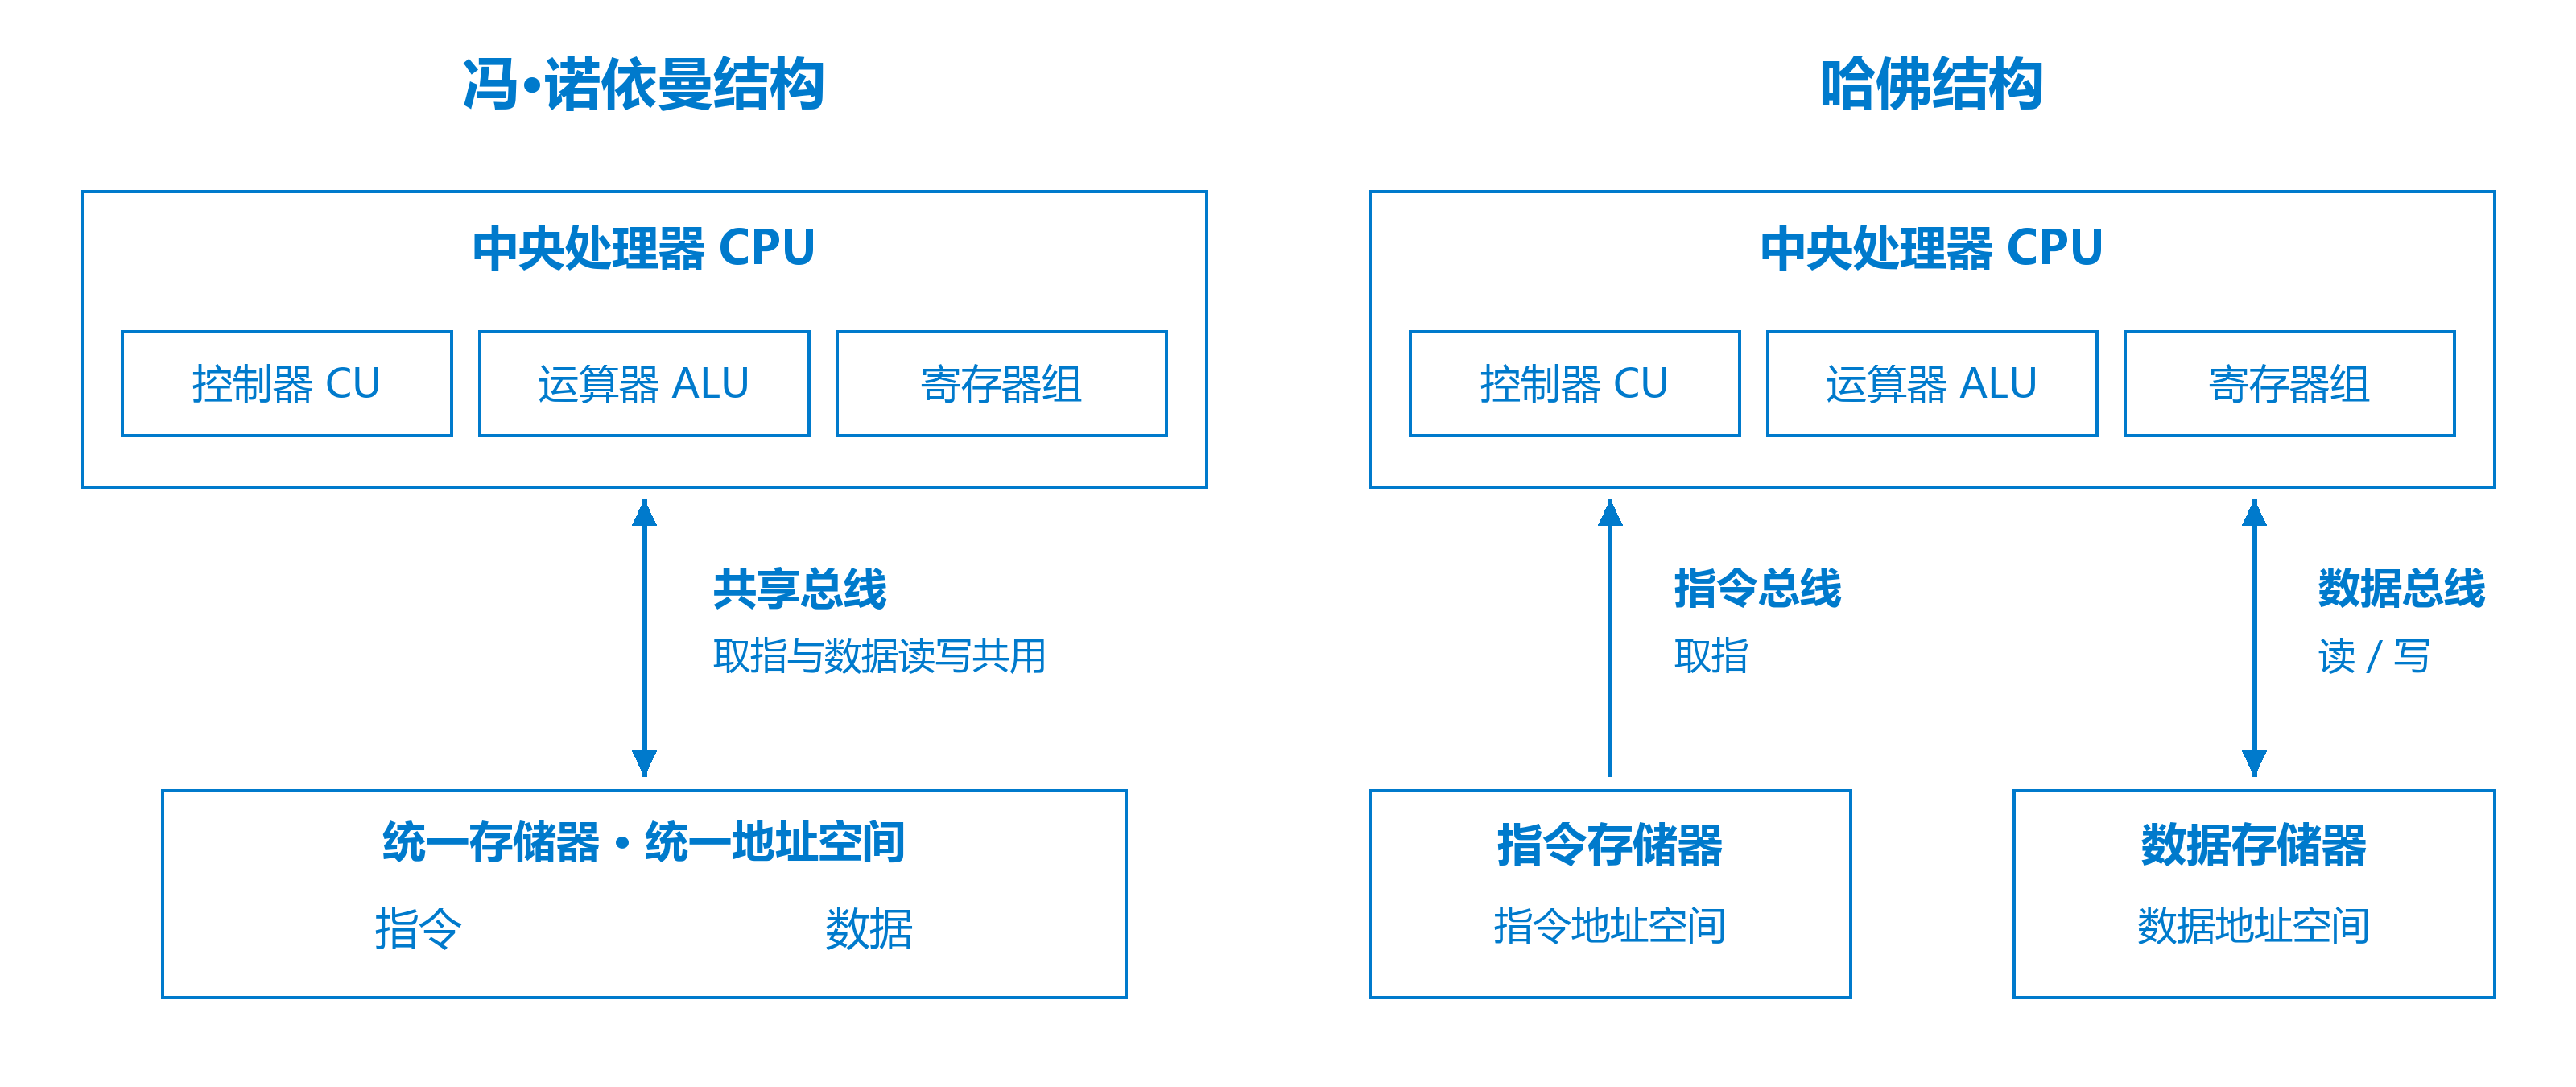 冯·诺依曼结构
中央处理器 CPU
控制器 CU
运算器 ALU
寄存器组
共享总线
取指与数据读写共用
统一存储器・统一地址空间
指令
数据
哈佛结构
中央处理器 CPU
控制器 CU
运算器 ALU
寄存器组
指令总线
取指
数据总线
读 / 写
指令存储器
指令地址空间
数据存储器
数据地址空间